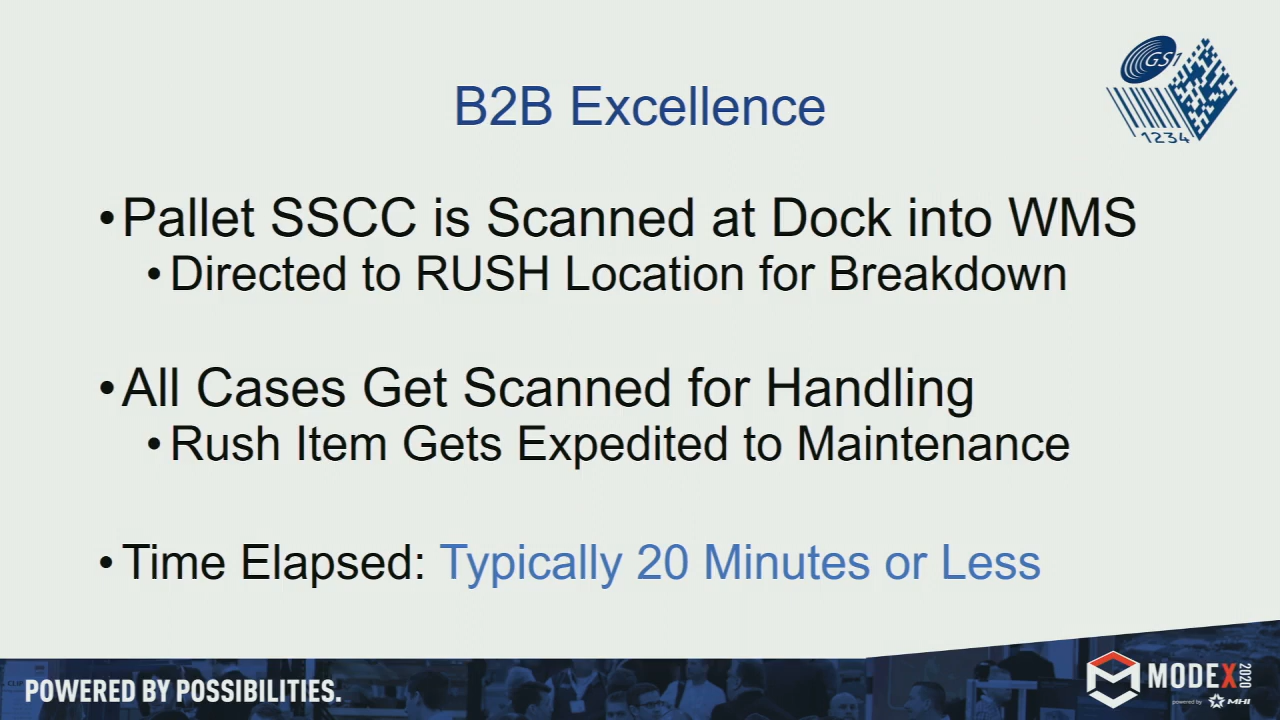 GS1
1234
B2B Excellence
•Pallet SSCC is Scanned at Dock into WMS
•Directed to RUSH Location for Breakdown
•All Cases Get Scanned for Handling
•Rush Item Gets Expedited to Maintenance
•Time Elapsed: Typically 20 Minutes or Less
POWERED BY POSSIBILITIES.
MODEX 2020
powered by MHI